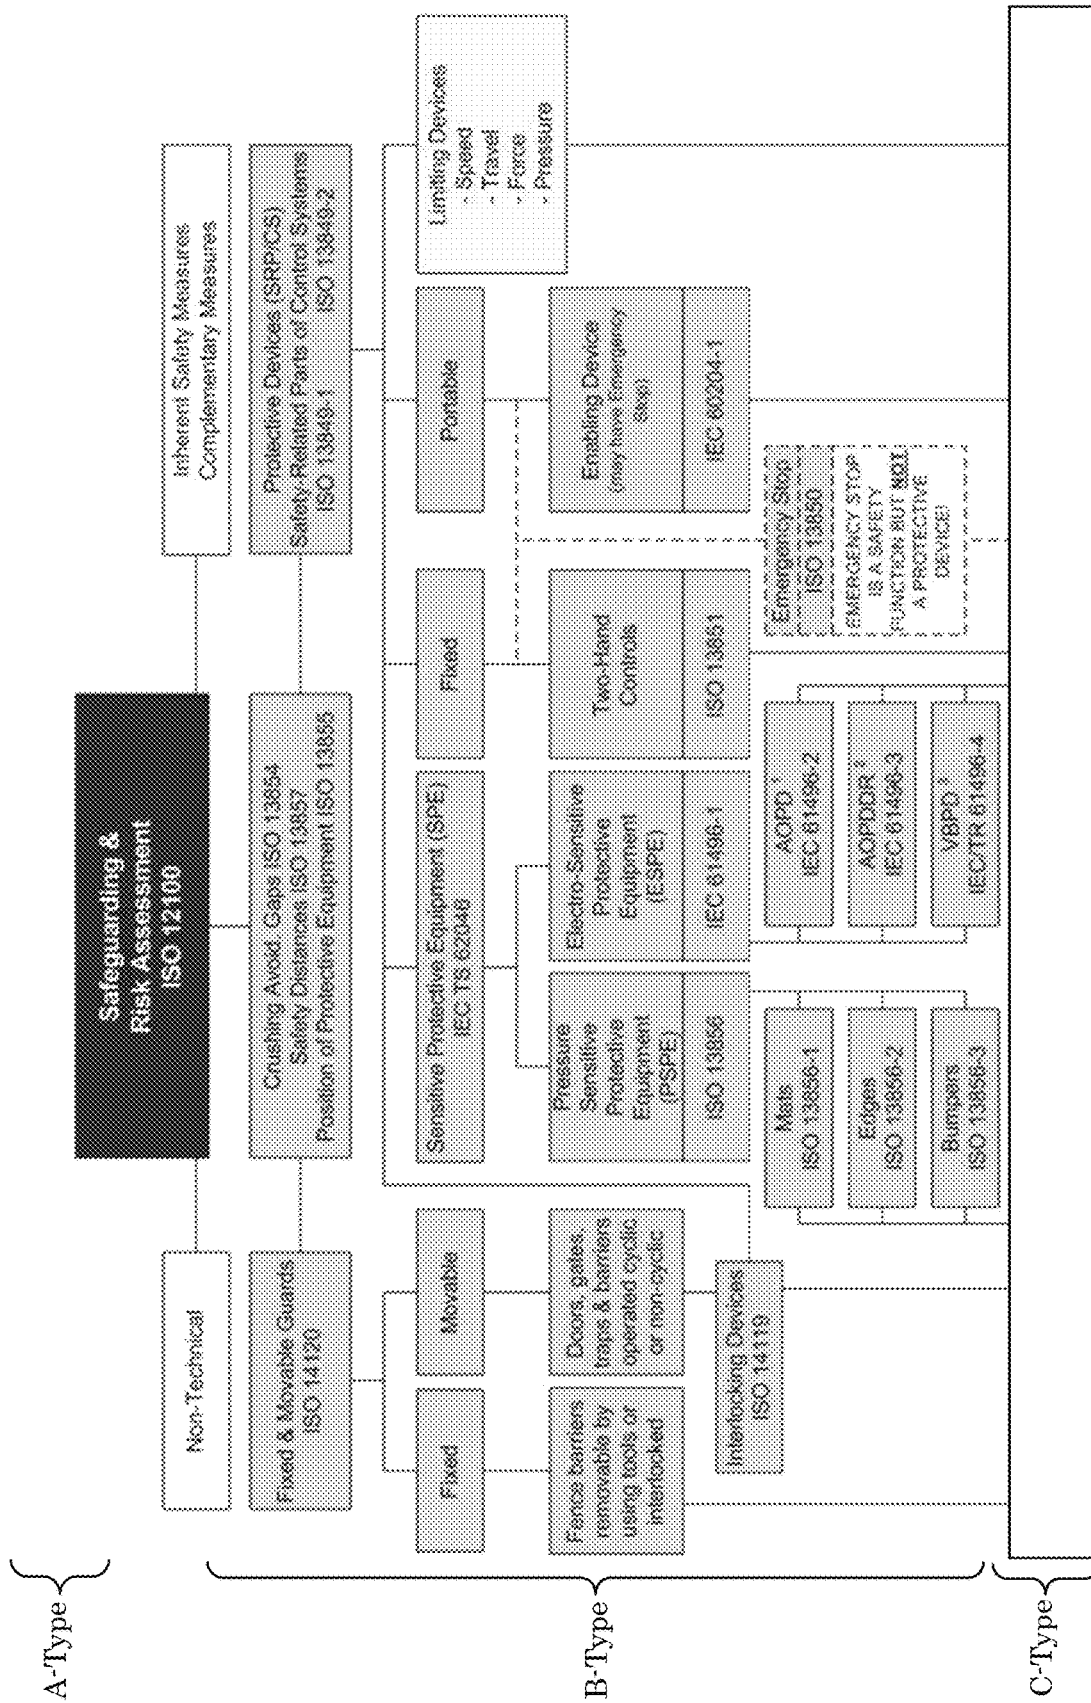 A-Type
Safeguarding &
Risk Assessment
ISO 12100
Non-Technical
Inherent Safety Measures
Complementary Measures
B-Type
Fixed & Movable Guards
ISO 14120
Crushing Avoid. Gaps ISO 13854
Safety Distances ISO 13857
Position of Protective Equipment ISO 13855
Protective Devices (SRP/CS)
Safety Related Parts of Control Systems
ISO 13849-1 ISO 13849-2
Fixed
Movable
Sensitive Protective Equipment (SPE)
IEC TS 62046
Fixed
Portable
Limiting Devices
- Speed
- Travel
- Force
- Pressure
Fence barriers
removable by
using tools or
interlocked
Doors, gates,
traps & barriers
operated cyclic
or non-cyclic
Pressure
Sensitive
Protective
Equipment
(PSPE)
ISO 13856
Electro-Sensitive
Protective
Equipment
(ESPE)
IEC 61496-1
Two-Hand
Controls
ISO 13851
Enabling Device
(may have Emergency
Stop)
IEC 60204-1
Interlocking Devices
ISO 14119
Mats
ISO 13856-1
Edges
ISO 13856-2
Bumpers
ISO 13856-3
AOPD 1
IEC 61496-2
AOPDDR 2
IEC 61496-3
VBPD 3
IEC/TR 61496-4
Emergency Stop
ISO 13850
EMERGENCY STOP
IS A SAFETY
FUNCTION BUT NOT
A PROTECTIVE
DEVICE!
C-Type